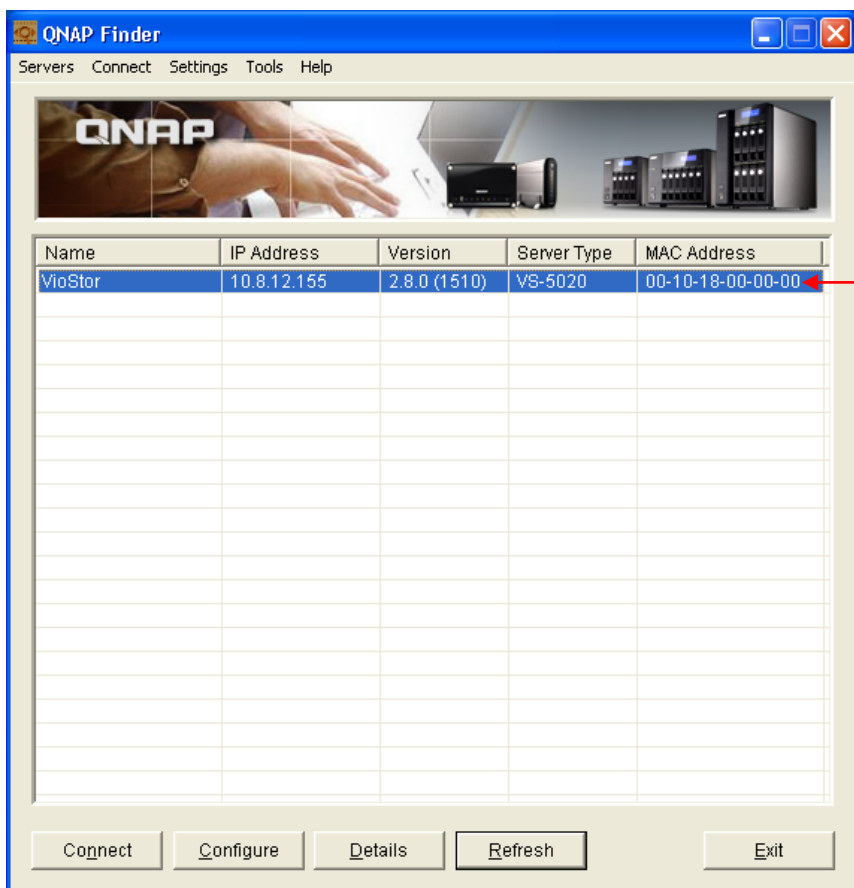 QNAP Finder
Servers Connect Settings Tools Help
QNAP
Name IP Address Version Server Type MAC Address
VioStor 10.8.12.155 2.8.0 (1510) VS-5020 00-10-18-00-00-00
Connect Configure Details Refresh Exit